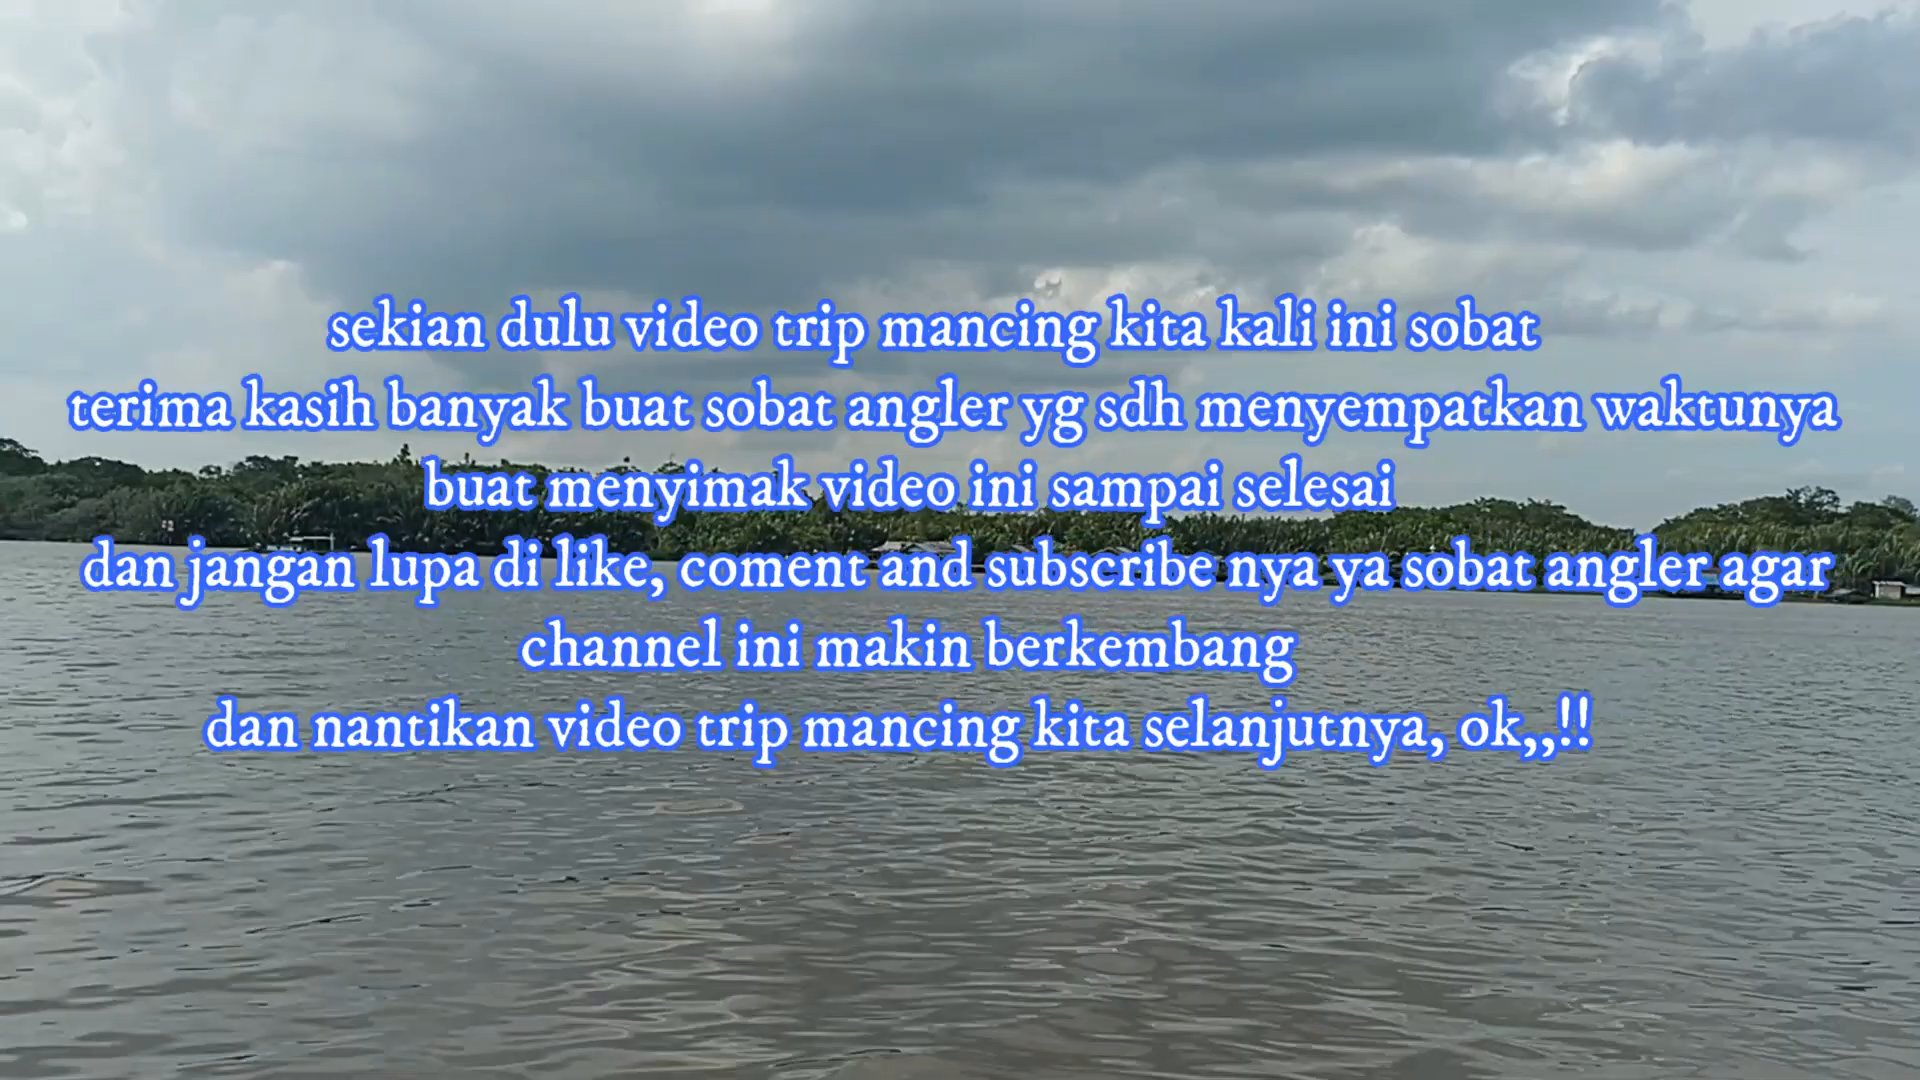 sekian dulu video trip mancing kita kali ini sobat
terima kasih banyak buat sobat angler yg sdh menyempatkan waktunya
buat menyimak video ini sampai selesai
dan jangan lupa di like, coment and subscribe nya ya sobat angler agar
channel ini makin berkembang
dan nantikan video trip mancing kita selanjutnya, ok,,!!